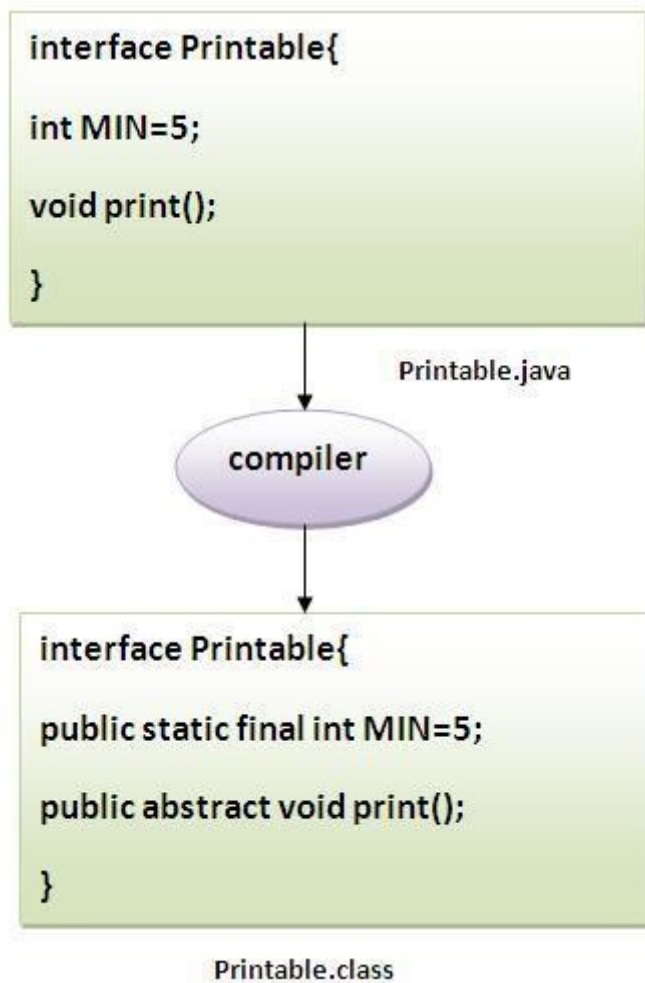 interface Printable{
int MIN=5;
void print();
}
Printable.java
compiler
interface Printable{
public static final int MIN=5;
public abstract void print();
}
Printable.class